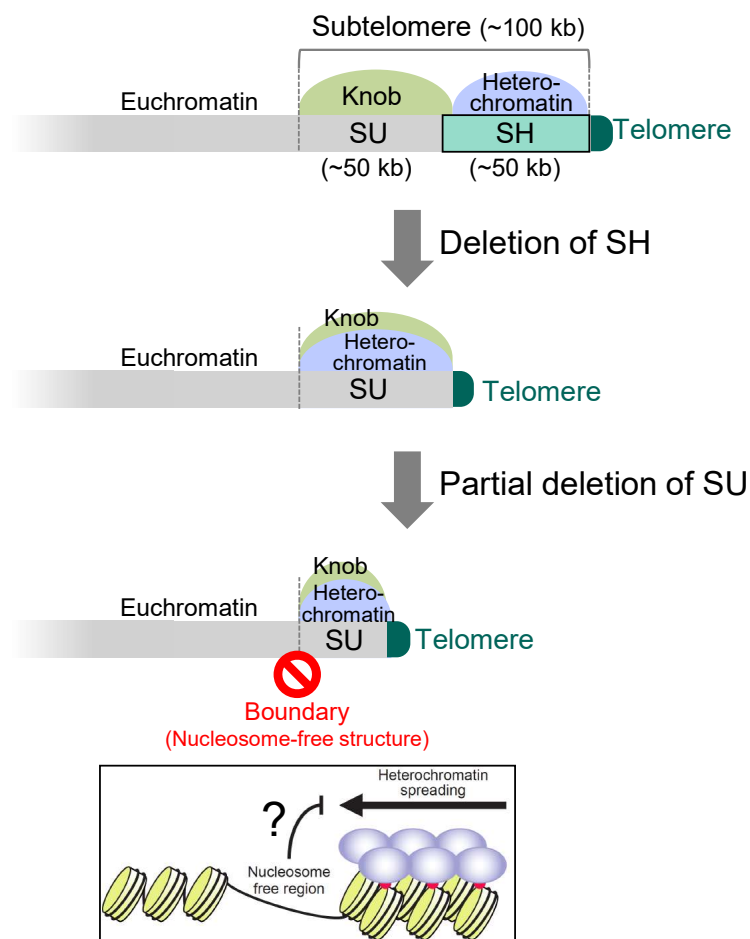 Subtelomere (~100 kb)
Euchromatin
Knob
Hetero-
chromatin
SU
SH
Telomere
(~50 kb)
(~50 kb)
Deletion of SH
Knob
Hetero-
chromatin
Euchromatin
SU
Telomere
Partial deletion of SU
Knob
Hetero-
chromatin
Euchromatin
SU
Telomere
Boundary
(Nucleosome-free structure)
Heterochromatin
spreading
?
Nucleosome
free region